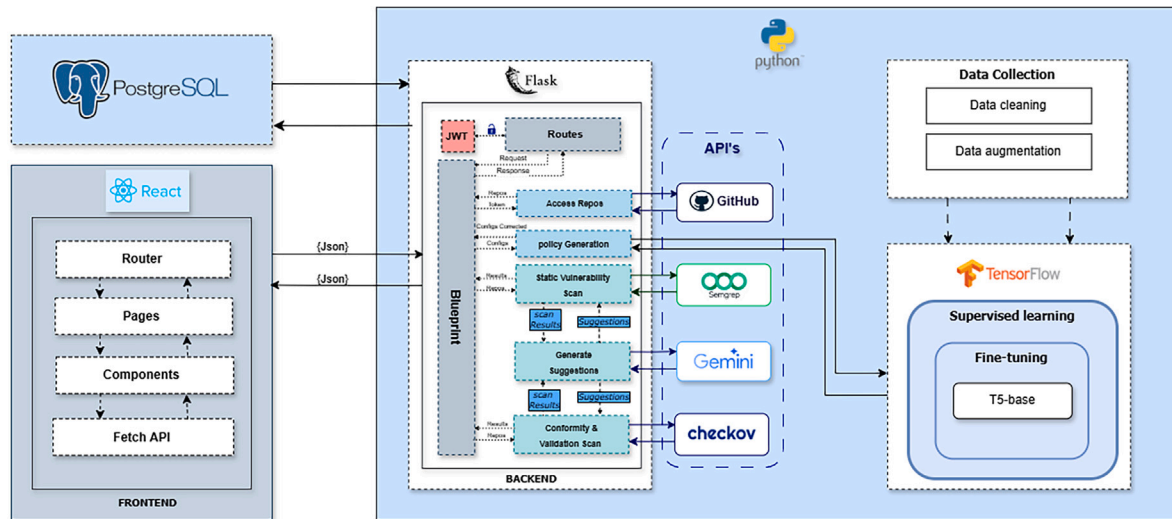 PostgreSQL
React
Router
Pages
Components
Fetch API
FRONTEND
{Json}
{Json}
python
Flask
JWT
Routes
Request
Response
Blueprint
Repos
token
Access Repos
Configs Corrected
Configs
policy Generation
Results
Repos
Static Vulnerability
Scan
scan
Results
Suggestions
Generate
Suggestions
scan
Results
Suggestions
Results
Repos
Conformity &
Validation Scan
BACKEND
API's
GitHub
Semgrep
Gemini
checkov
Data Collection
Data cleaning
Data augmentation
TensorFlow
Supervised learning
Fine-tuning
T5-base